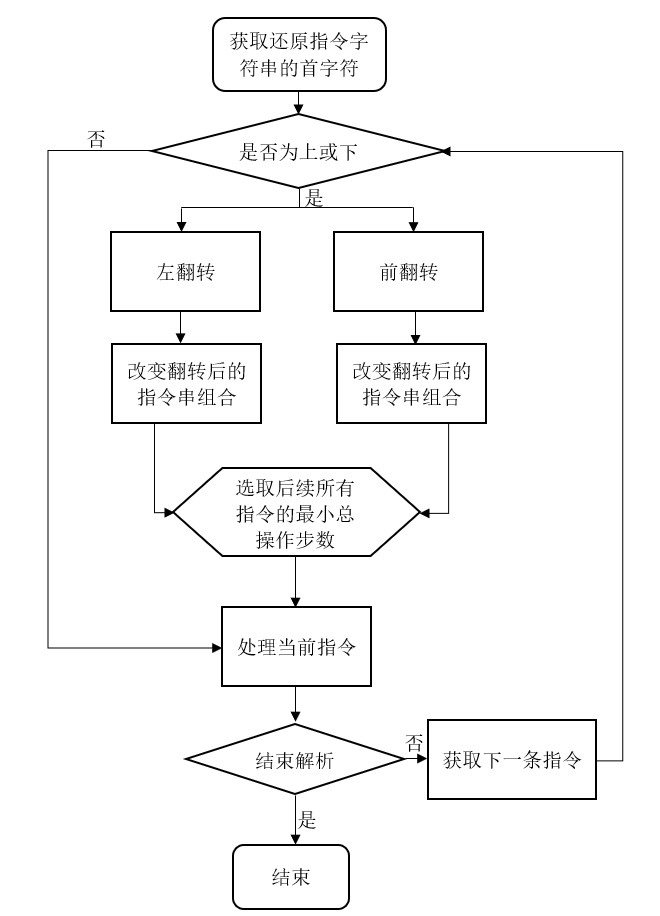 获取还原指令字
符串的首字符
否
是否为上或下
是
左翻转
前翻转
改变翻转后的
指令串组合
改变翻转后的
指令串组合
选取后续所有
指令的最小总
操作步数
处理当前指令
结束解析
否
获取下一条指令
是
结束